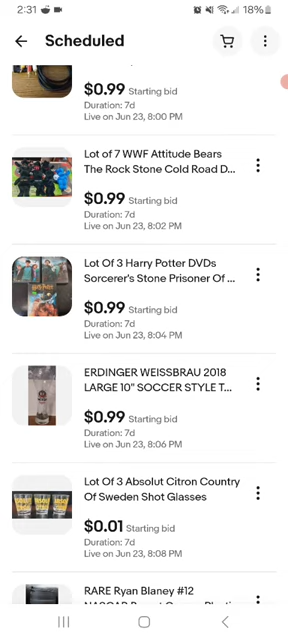 2:31
18%
Scheduled
$0.99 Starting bid
Duration: 7d
Live on Jun 23, 8:00 PM
Lot of 7 WWF Attitude Bears
The Rock Stone Cold Road D...
$0.99 Starting bid
Duration: 7d
Live on Jun 23, 8:02 PM
Lot Of 3 Harry Potter DVDs
Sorcerer's Stone Prisoner Of ...
$0.99 Starting bid
Duration: 7d
Live on Jun 23, 8:04 PM
ERDINGER WEISSBRAU 2018
LARGE 10" SOCCER STYLE T...
$0.99 Starting bid
Duration: 7d
Live on Jun 23, 8:06 PM
Lot Of 3 Absolut Citron Country
Of Sweden Shot Glasses
$0.01 Starting bid
Duration: 7d
Live on Jun 23, 8:08 PM
RARE Ryan Blaney #12
NASCAR